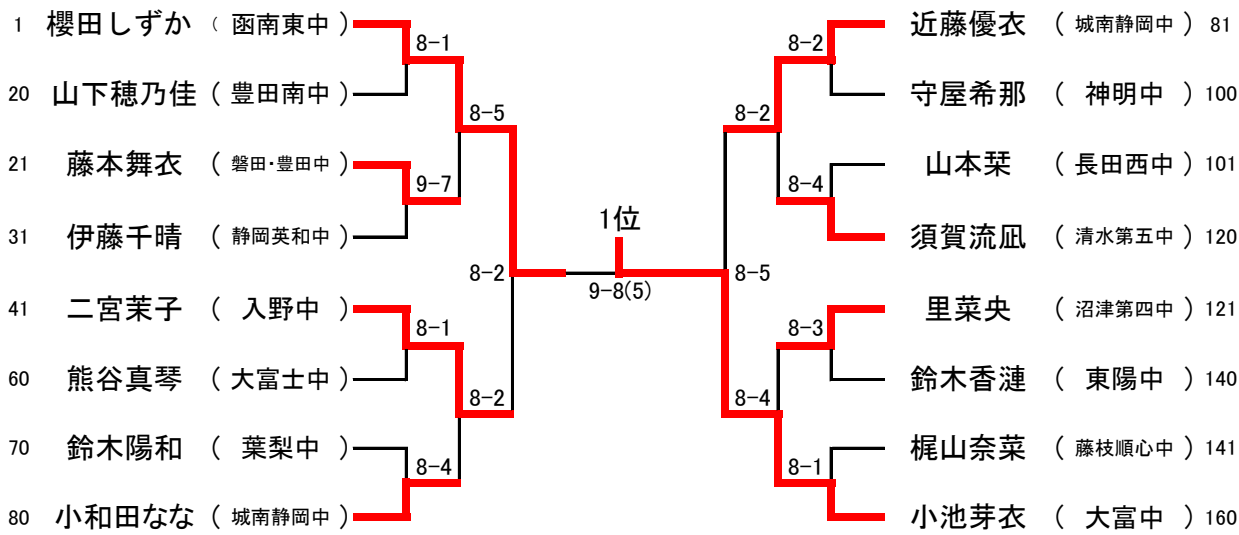 1 櫻田しずか ( 函南東中 )
8-1
20 山下穂乃佳 ( 豊田南中 )
8-5
21 藤本舞衣 ( 磐田・豊田中 )
9-7
31 伊藤千晴 ( 静岡英和中 )
8-2
41 二宮茉子 ( 入野中 )
8-1
60 熊谷真琴 ( 大富士中 )
8-2
70 鈴木陽和 ( 葉梨中 )
8-4
80 小和田なな ( 城南静岡中 )
1位
9-8(5)
近藤優衣 ( 城南静岡中 ) 81
8-2
守屋希那 ( 神明中 ) 100
8-2
山本栞 ( 長田西中 ) 101
8-4
須賀流凪 ( 清水第五中 ) 120
8-5
里菜央 ( 沼津第四中 ) 121
8-3
鈴木香漣 ( 東陽中 ) 140
8-4
梶山奈菜 ( 藤枝順心中 ) 141
8-1
小池芽衣 ( 大富中 ) 160